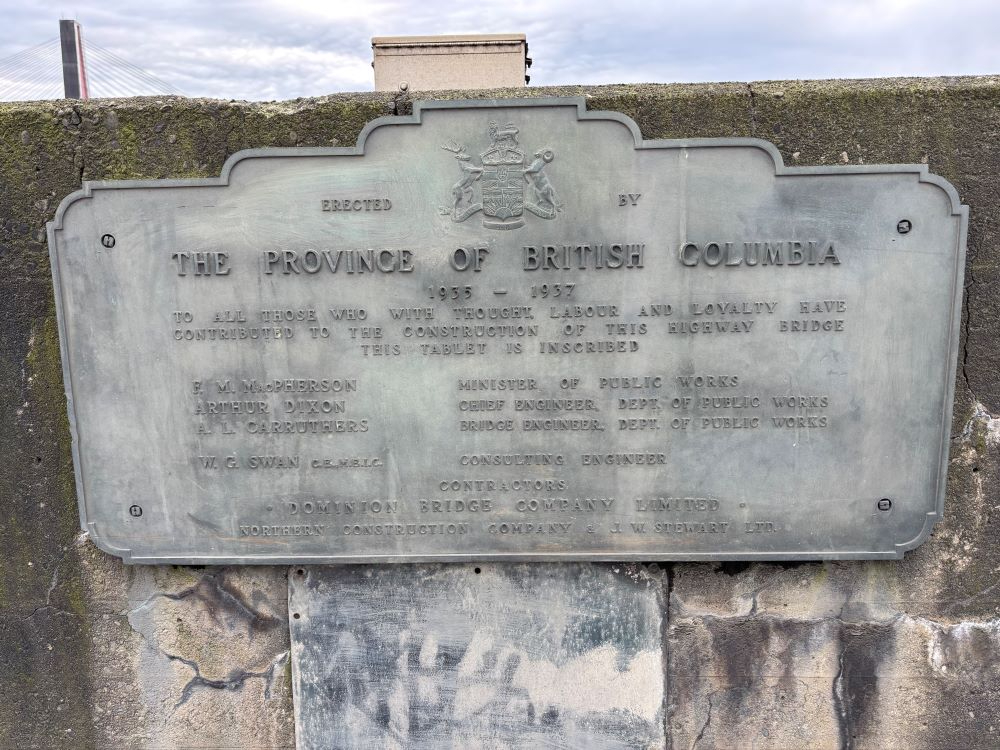 ERECTED BY
THE PROVINCE OF BRITISH COLUMBIA
1935 – 1937
TO ALL THOSE WHO WITH THOUGHT, LABOUR AND LOYALTY HAVE
CONTRIBUTED TO THE CONSTRUCTION OF THIS HIGHWAY BRIDGE
THIS TABLET IS INSCRIBED
F. M. MACPHERSON MINISTER OF PUBLIC WORKS
ARTHUR DIXON CHIEF ENGINEER, DEPT. OF PUBLIC WORKS
A. L. CARRUTHERS BRIDGE ENGINEER, DEPT. OF PUBLIC WORKS
W. G. SWAN C.E., M.E.I.C. CONSULTING ENGINEER
CONTRACTORS
· DOMINION BRIDGE COMPANY LIMITED ·
NORTHERN CONSTRUCTION COMPANY & J. W. STEWART LTD.